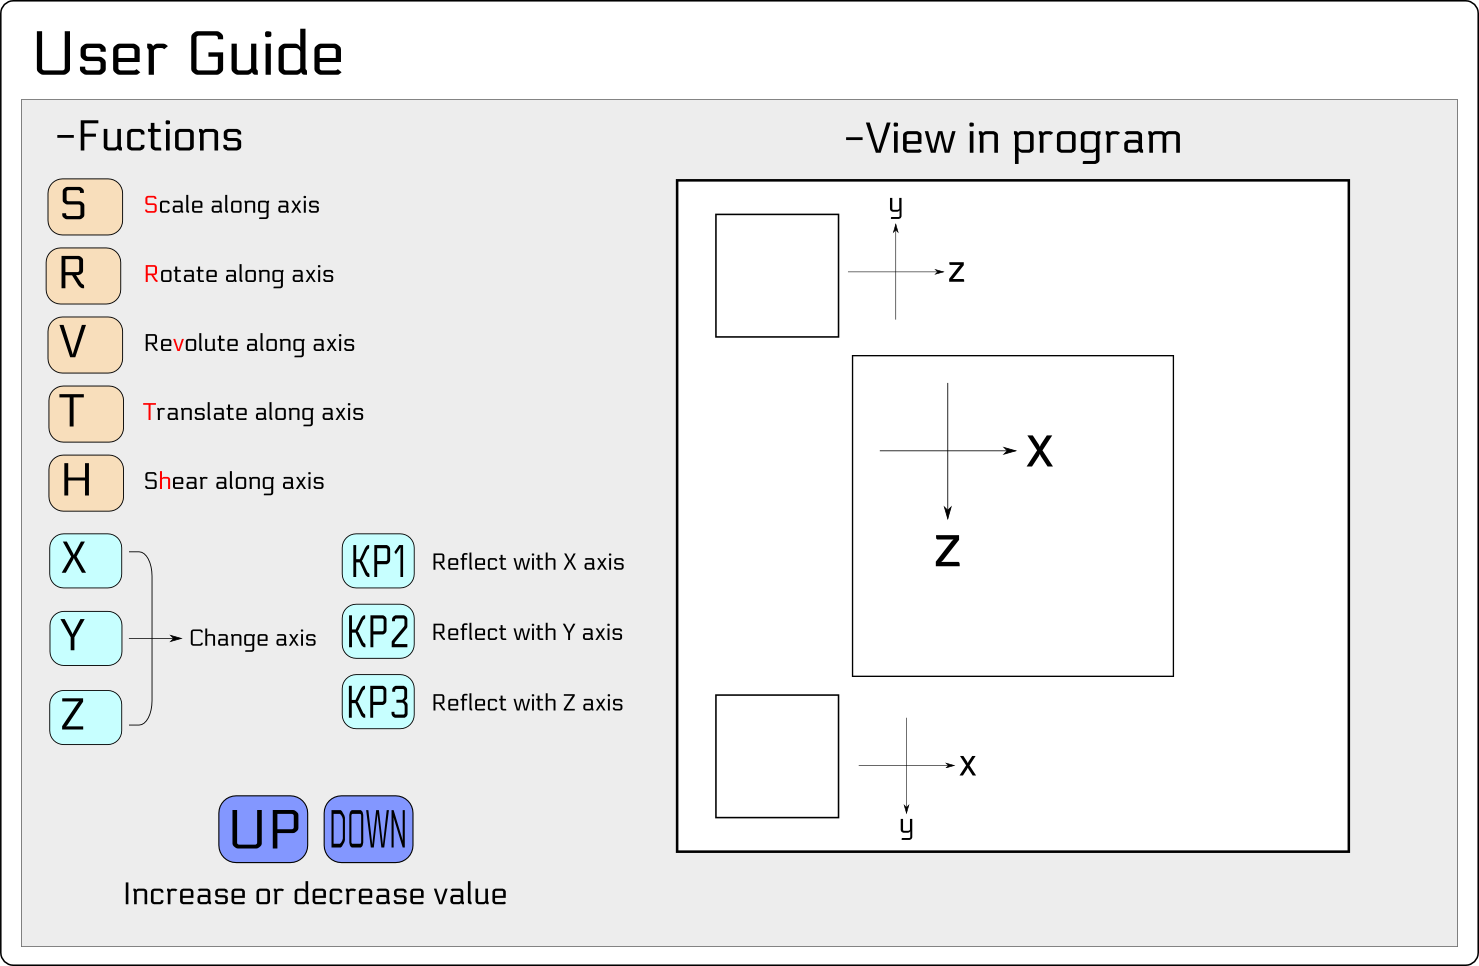 User Guide
-Fuctions
S
Scale along axis
R
Rotate along axis
V
Revolute along axis
T
Translate along axis
H
Shear along axis
X
Y
Z
Change axis
KP1
Reflect with X axis
KP2
Reflect with Y axis
KP3
Reflect with Z axis
UP
DOWN
Increase or decrease value
-View in program
y
z
x
z
x
y